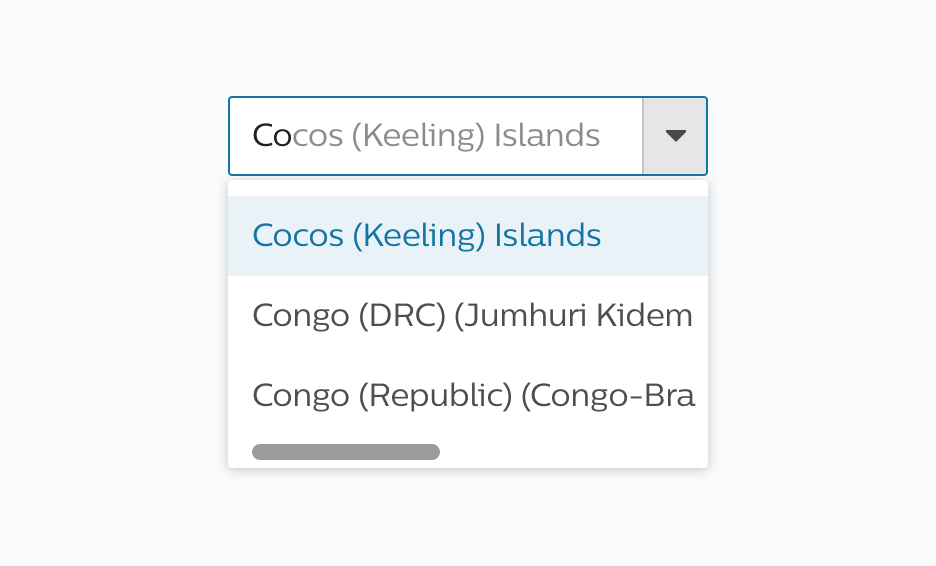 Cocos (Keeling) Islands
Cocos (Keeling) Islands
Congo (DRC) (Jumhuri Kidem
Congo (Republic) (Congo-Bra